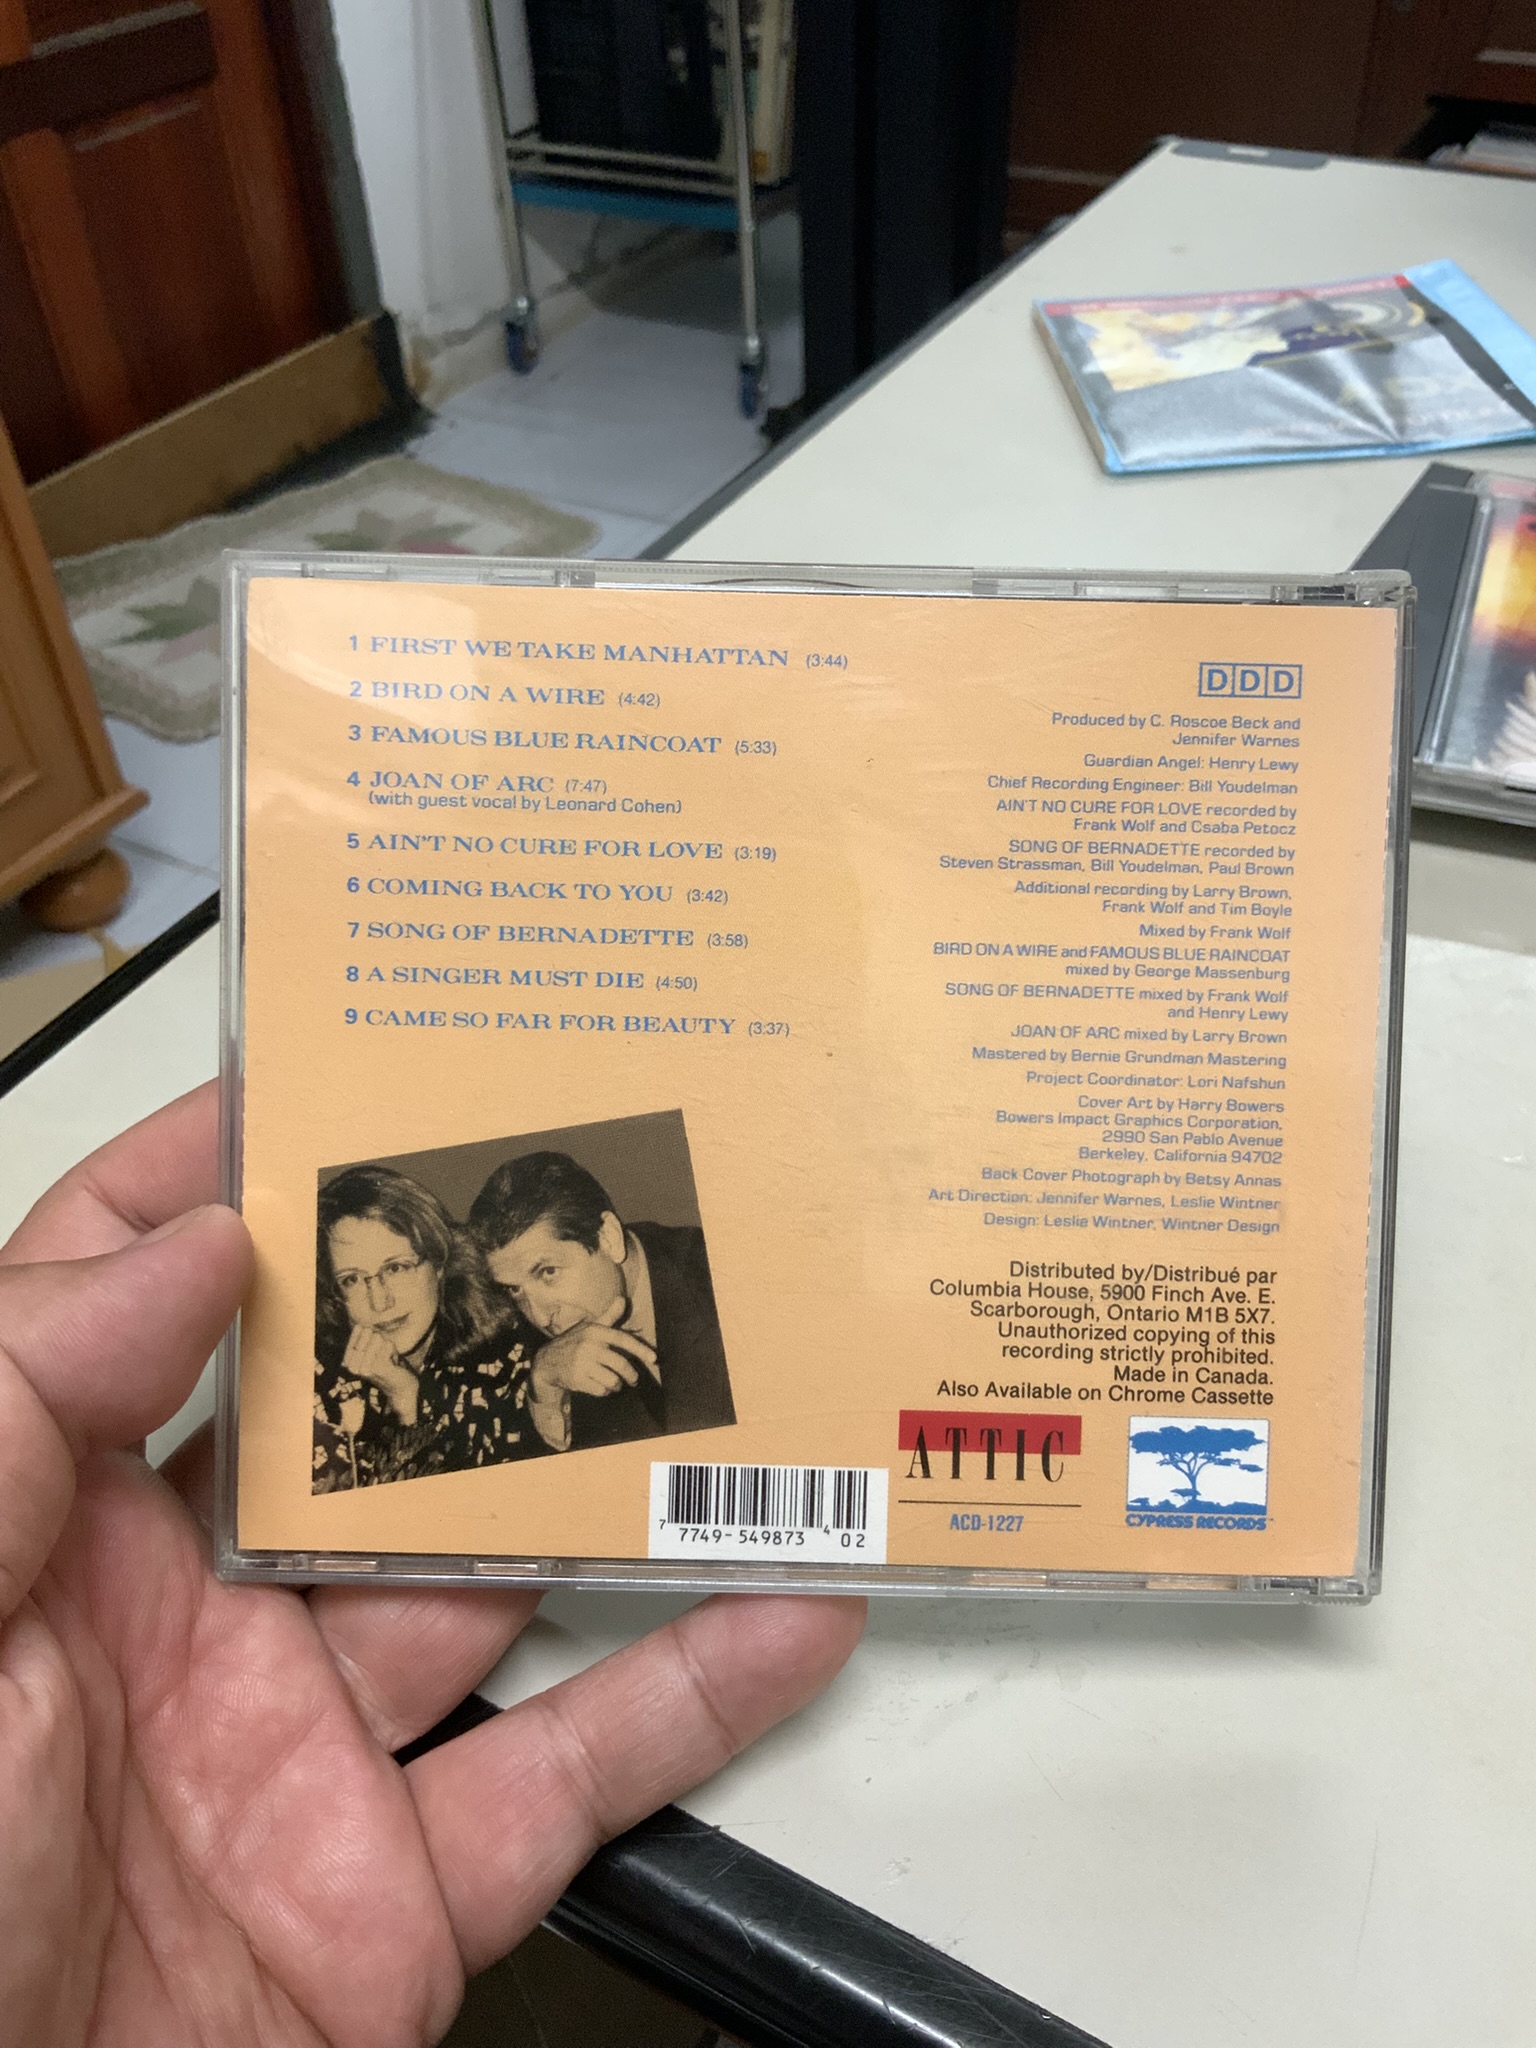 1 FIRST WE TAKE MANHATTAN (3:44)
2 BIRD ON A WIRE (4:42)
3 FAMOUS BLUE RAINCOAT (5:33)
4 JOAN OF ARC (7:47)
(with guest vocal by Leonard Cohen)
5 AIN'T NO CURE FOR LOVE (3:19)
6 COMING BACK TO YOU (3:42)
7 SONG OF BERNADETTE (3:58)
8 A SINGER MUST DIE (4:50)
9 CAME SO FAR FOR BEAUTY (3:37)
DDD
Produced by C. Roscoe Beck and
Jennifer Warnes
Guardian Angel: Henry Lewy
Chief Recording Engineer: Bill Youdelman
AIN'T NO CURE FOR LOVE recorded by
Frank Wolf and Csaba Petocz
SONG OF BERNADETTE recorded by
Steven Strassman, Bill Youdelman, Paul Brown
Additional recording by Larry Brown,
Frank Wolf and Tim Boyle
Mixed by Frank Wolf
BIRD ON A WIRE and FAMOUS BLUE RAINCOAT
mixed by George Massenburg
SONG OF BERNADETTE mixed by Frank Wolf
and Henry Lewy
JOAN OF ARC mixed by Larry Brown
Mastered by Bernie Grundman Mastering
Project Coordinator: Lori Nafshun
Cover Art by Harry Bowers
Bowers Impact Graphics Corporation,
2990 San Pablo Avenue
Berkeley, California 94702
Back Cover Photograph by Betsy Annas
Art Direction: Jennifer Warnes, Leslie Wintner
Design: Leslie Wintner, Wintner Design
Distributed by/Distribué par
Columbia House, 5900 Finch Ave. E.
Scarborough, Ontario M1B 5X7.
Unauthorized copying of this
recording strictly prohibited.
Made in Canada.
Also Available on Chrome Cassette
ATTIC
ACD-1227
CYPRESS RECORDS™
7 7749-549873 4 02